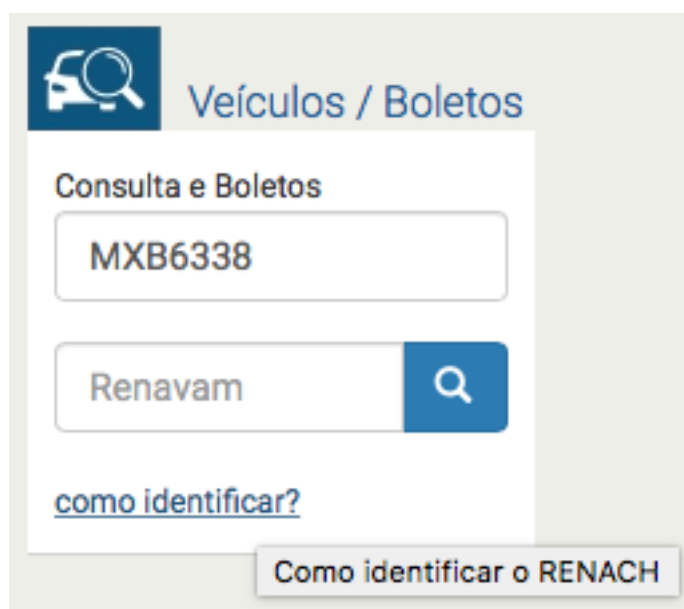 Veículos / Boletos
Consulta e Boletos
MXB6338
Renavam
como identificar?
Como identificar o RENACH